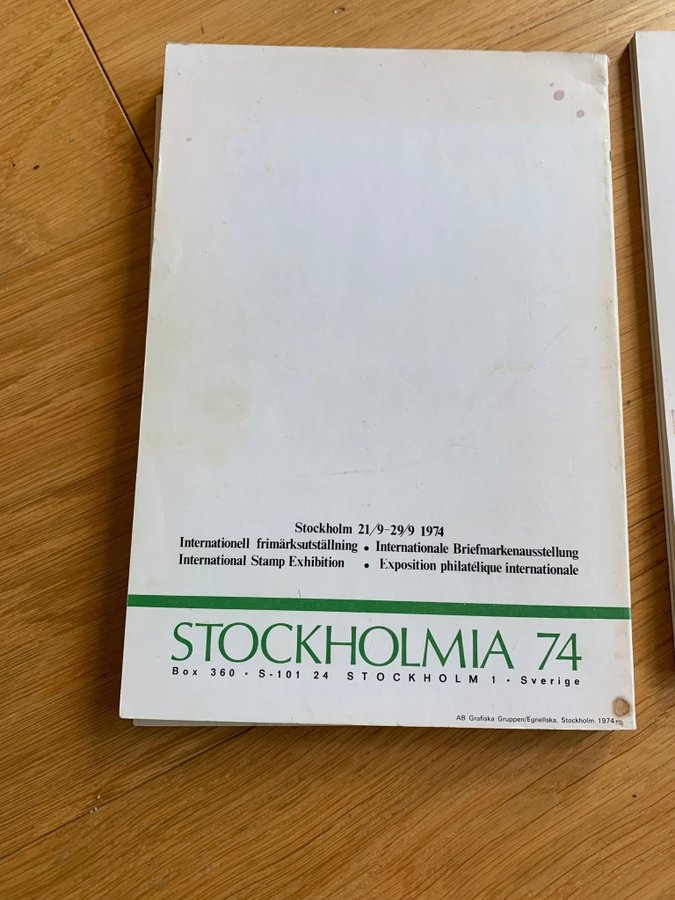 Stockholm 21/9-29/9 1974
Internationell frimärksutställning • Internationale Briefmarkenausstellung
International Stamp Exhibition • Exposition philatélique internationale
STOCKHOLMIA 74
Box 360 · S-101 24 STOCKHOLM 1 · Sverige
AB Grafiska Gruppen/Egnellska, Stockholm 1974